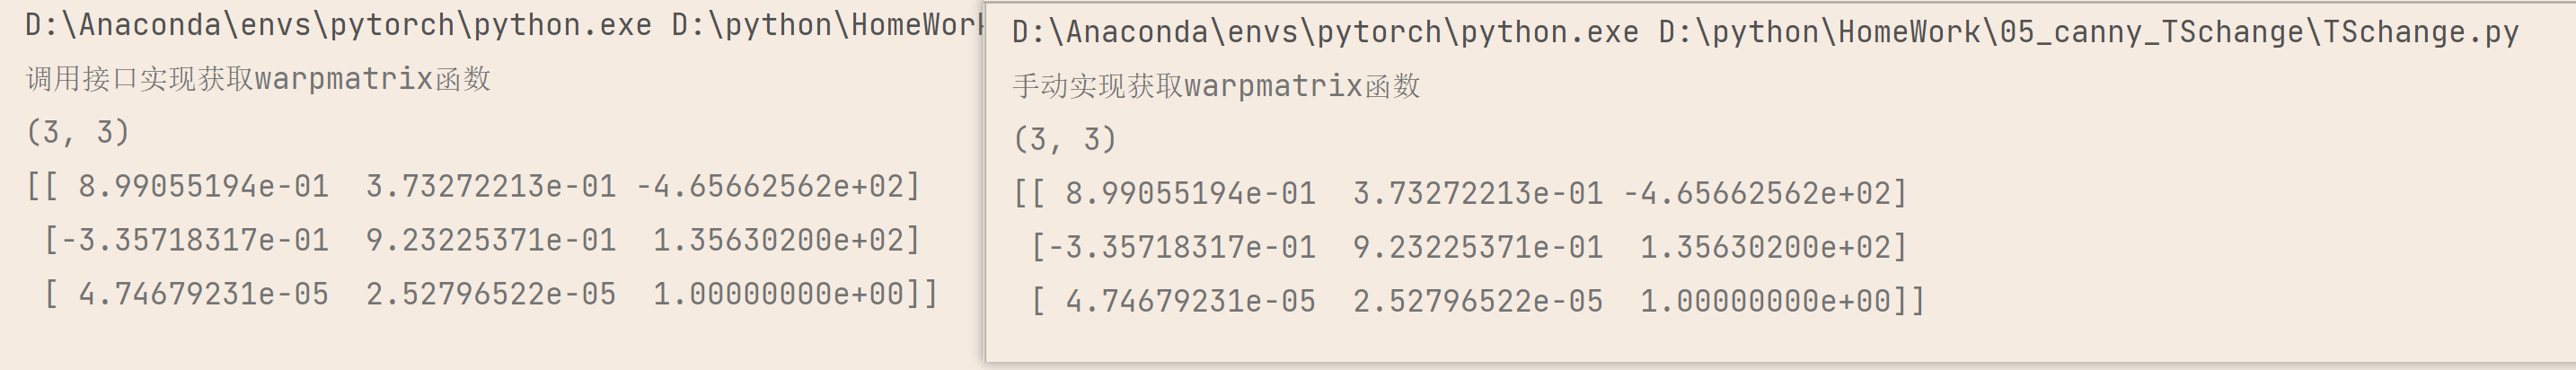 D:\Anaconda\envs\pytorch\python.exe D:\python\HomeWork
调用接口实现获取warpmatrix函数
(3, 3)
[[ 8.99055194e-01  3.73272213e-01 -4.65662562e+02]
 [-3.35718317e-01  9.23225371e-01  1.35630200e+02]
 [ 4.74679231e-05  2.52796522e-05  1.00000000e+00]]
D:\Anaconda\envs\pytorch\python.exe D:\python\HomeWork\05_canny_TSchange\TSchange.py
手动实现获取warpmatrix函数
(3, 3)
[[ 8.99055194e-01  3.73272213e-01 -4.65662562e+02]
 [-3.35718317e-01  9.23225371e-01  1.35630200e+02]
 [ 4.74679231e-05  2.52796522e-05  1.00000000e+00]]